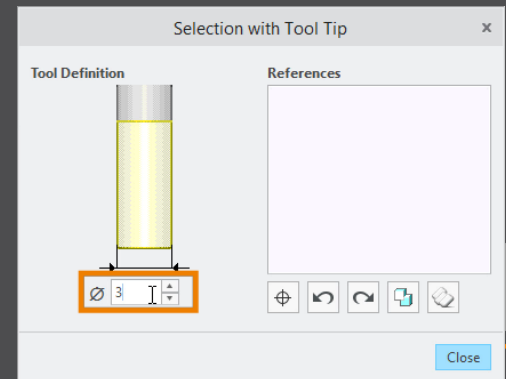 Selection with Tool Tip
x
Tool Definition
References
Ø 3
Close